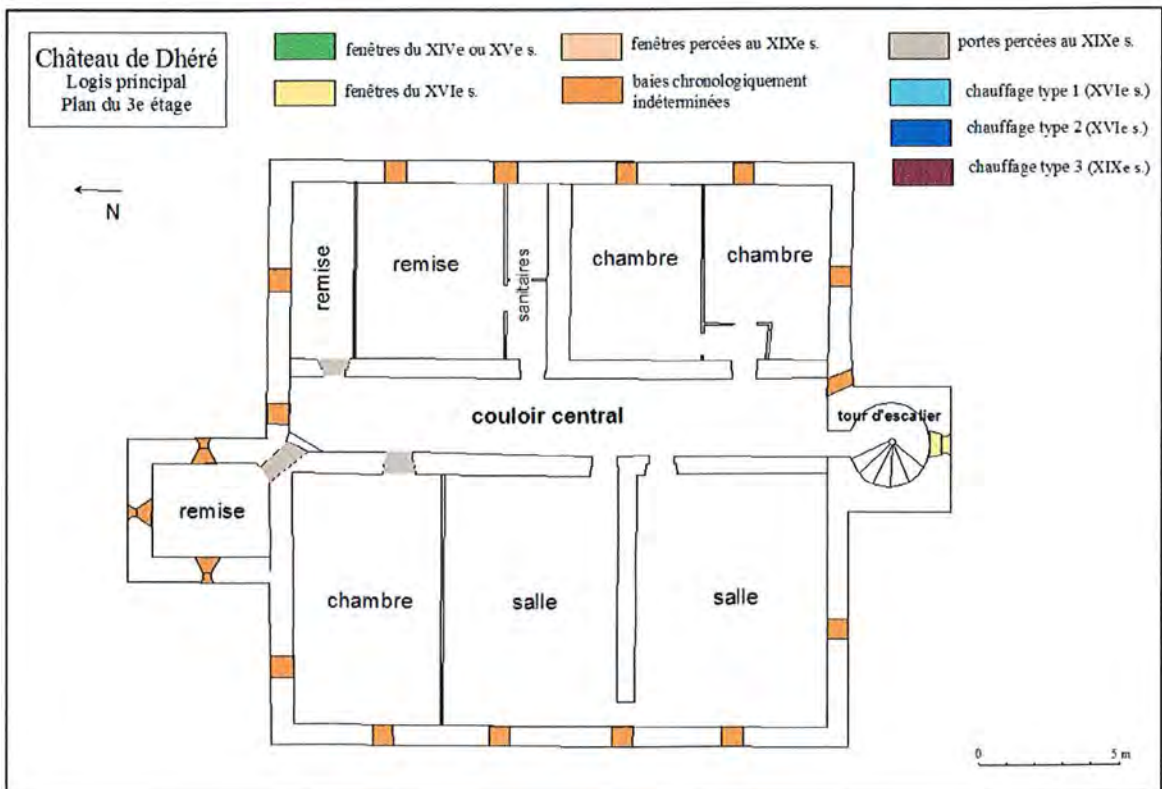 Château de Dhéré
Logis principal
Plan du 3e étage
fenêtres du XIVe ou XVe s.
fenêtres du XVIe s.
fenêtres percées au XIXe s.
baies chronologiquement
indéterminées
portes percées au XIXe s.
chauffage type 1 (XVIe s.)
chauffage type 2 (XVIe s.)
chauffage type 3 (XIXe s.)
N
remise
remise
sanitaires
chambre
chambre
couloir central
tour d'escalier
remise
chambre
salle
salle
0 5 m